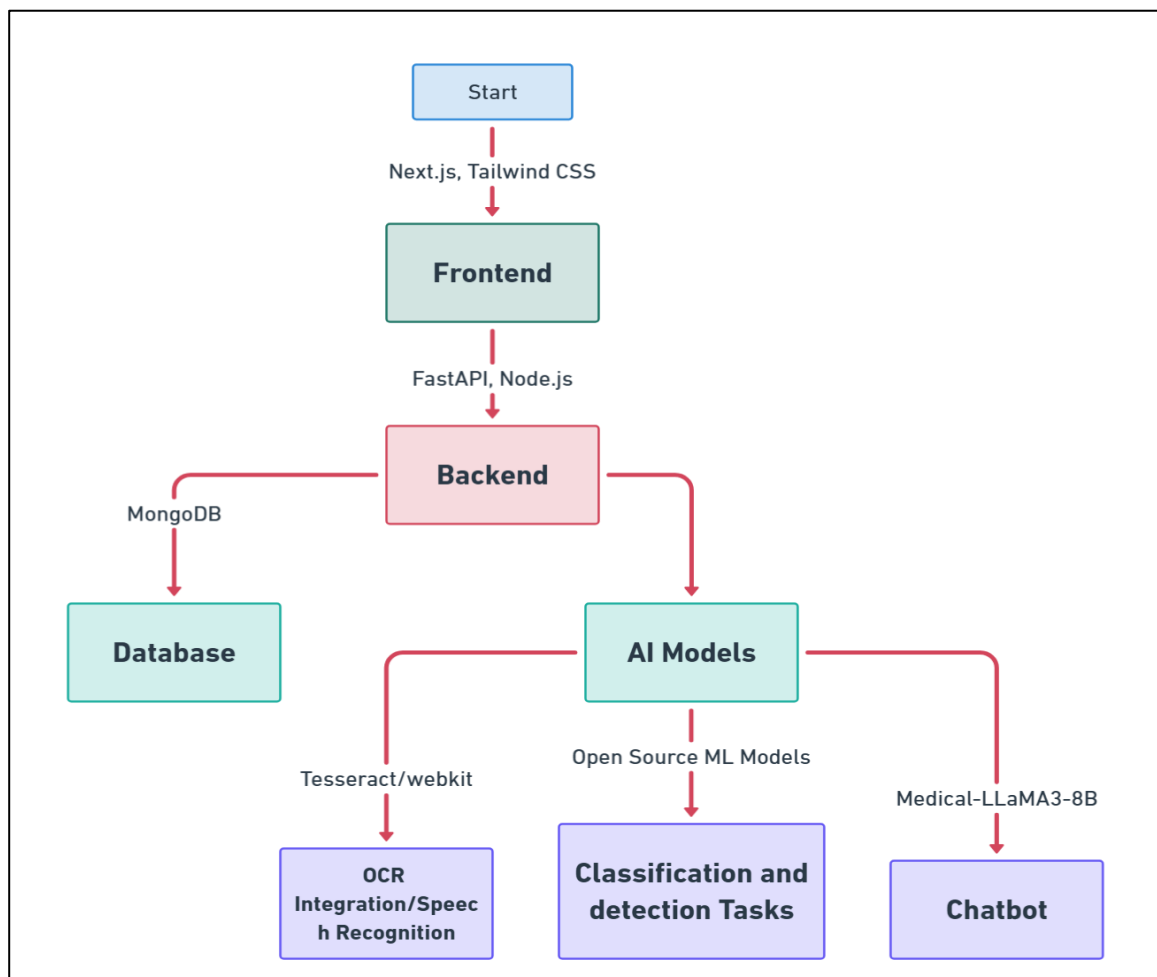 Start
Next.js, Tailwind CSS
Frontend
FastAPI, Node.js
Backend
MongoDB
Database
AI Models
Tesseract/webkit
Open Source ML Models
Medical-LLaMA3-8B
OCR
Integration/Speec
h Recognition
Classification and
detection Tasks
Chatbot